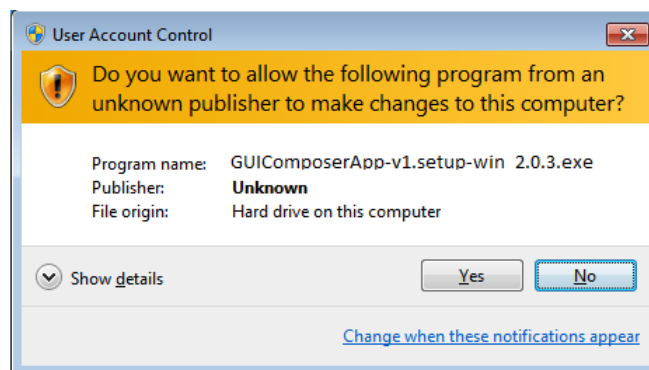 User Account Control
Do you want to allow the following program from an
unknown publisher to make changes to this computer?
Program name: GUIComposerApp-v1.setup-win_2.0.3.exe
Publisher: Unknown
File origin: Hard drive on this computer
Show details Yes No
Change when these notifications appear